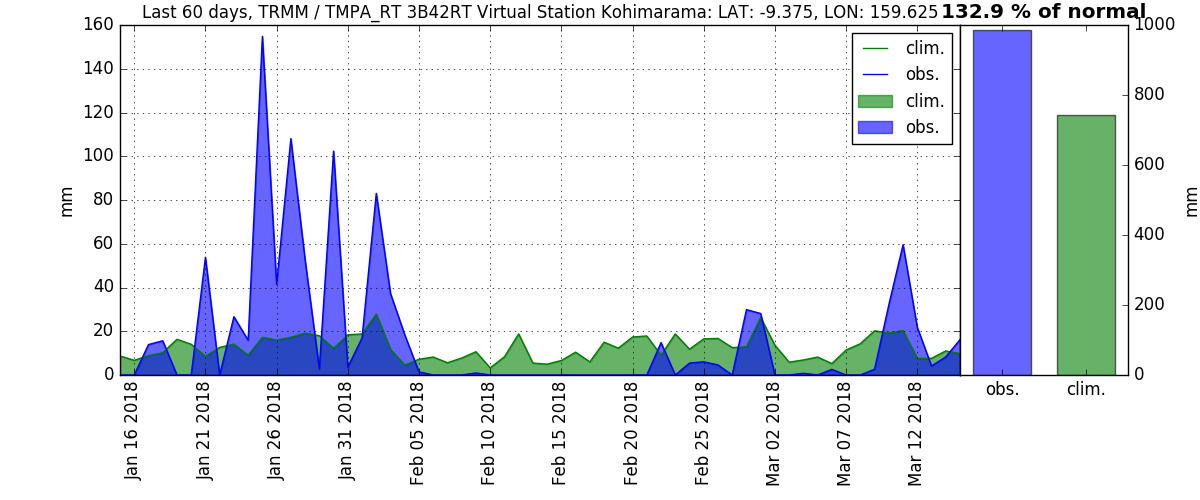 Last 60 days, TRMM / TMPA_RT 3B42RT Virtual Station Kohimarama: LAT: -9.375, LON: 159.625
132.9 % of normal
160
140
120
100
80
60
40
20
0
mm
clim.
obs.
clim.
obs.
Jan 16 2018
Jan 21 2018
Jan 26 2018
Jan 31 2018
Feb 05 2018
Feb 10 2018
Feb 15 2018
Feb 20 2018
Feb 25 2018
Mar 02 2018
Mar 07 2018
Mar 12 2018
1000
800
600
400
200
0
mm
obs.
clim.